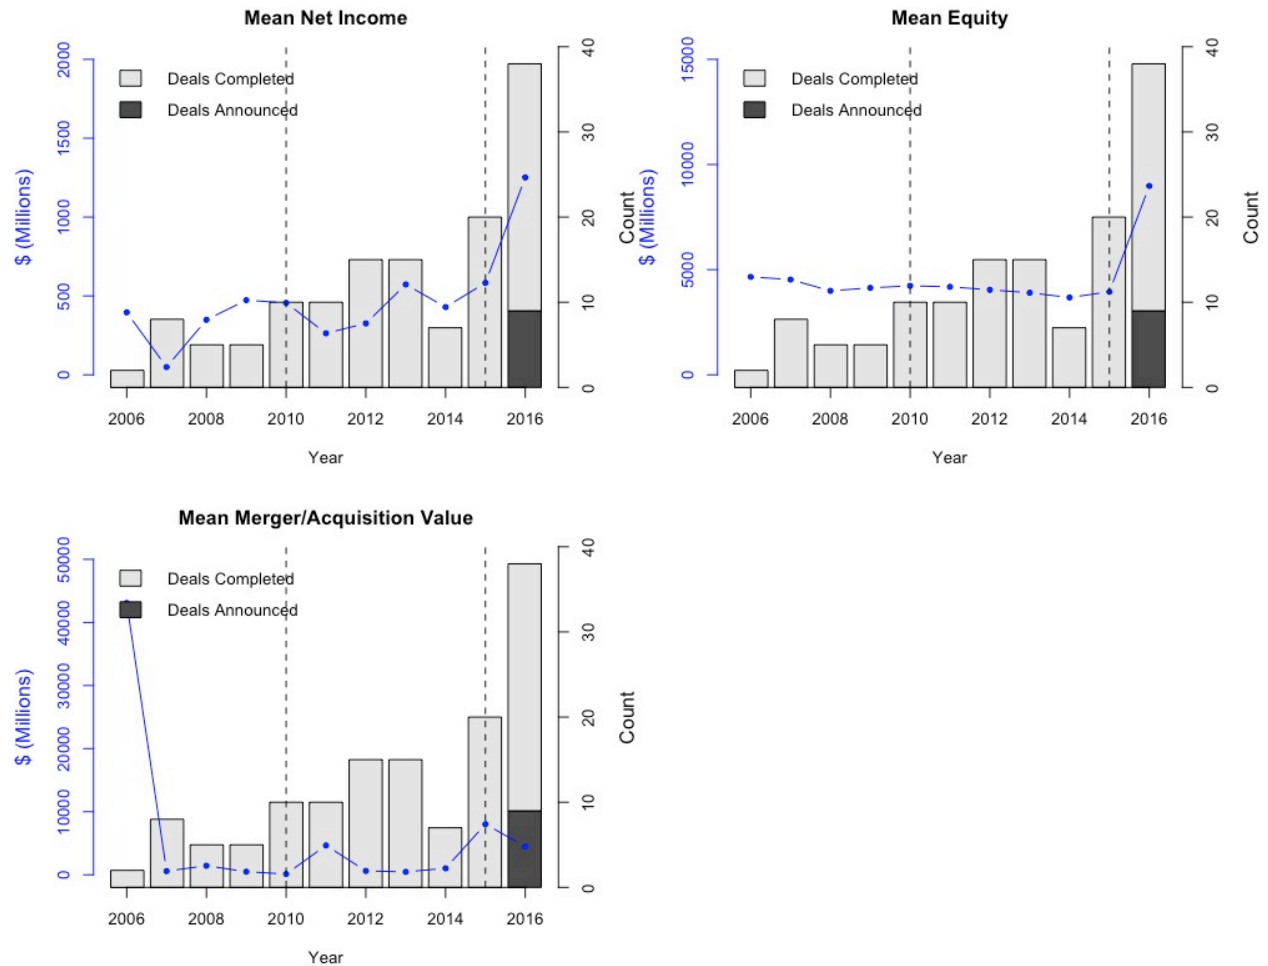 Mean Net Income
$ (Millions)
2000
1500
1000
500
0
Deals Completed
Deals Announced
40
30
20
10
0
Count
2006 2008 2010 2012 2014 2016
Year
Mean Equity
$ (Millions)
15000
10000
5000
0
Deals Completed
Deals Announced
40
30
20
10
0
Count
2006 2008 2010 2012 2014 2016
Year
Mean Merger/Acquisition Value
$ (Millions)
50000
40000
30000
20000
10000
0
Deals Completed
Deals Announced
40
30
20
10
0
Count
2006 2008 2010 2012 2014 2016
Year